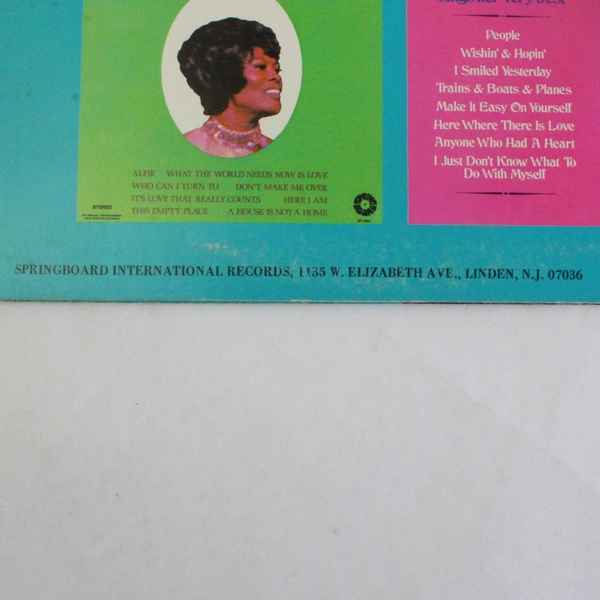 People
Wishin' & Hopin'
I Smiled Yesterday
Trains & Boats & Planes
Make It Easy On Yourself
Here Where There Is Love
Anyone Who Had A Heart
I Just Don't Know What To
Do With Myself
ALFIE WHAT THE WORLD NEEDS NOW IS LOVE
WHO CAN I TURN TO DON'T MAKE ME OVER
IT'S LOVE THAT REALLY COUNTS HERE I AM
THIS EMPTY PLACE A HOUSE IS NOT A HOME
STEREO
SPRINGBOARD INTERNATIONAL RECORDS, 1135 W. ELIZABETH AVE., LINDEN, N.J. 07036